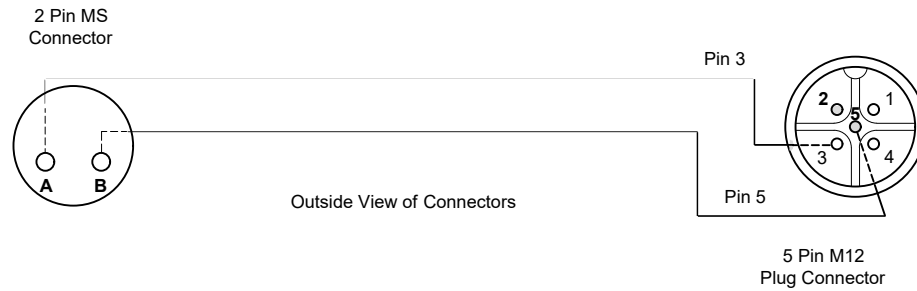 2 Pin MS
Connector
Pin 3
2
1
5
3
4
A
B
Outside View of Connectors
Pin 5
5 Pin M12
Plug Connector